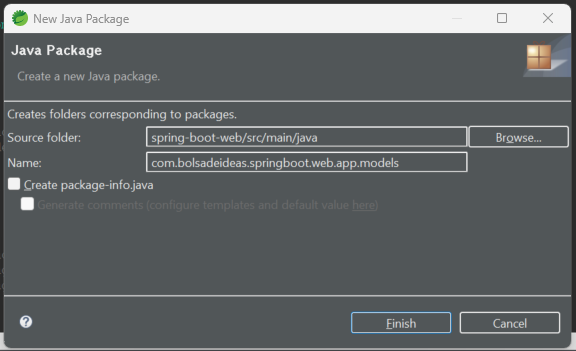 New Java Package
Java Package
Create a new Java package.
Creates folders corresponding to packages.
Source folder: spring-boot-web/src/main/java Browse...
Name: com.bolsadeideas.springboot.web.app.models
Create package-info.java
Generate comments (configure templates and default value here)
? Finish Cancel